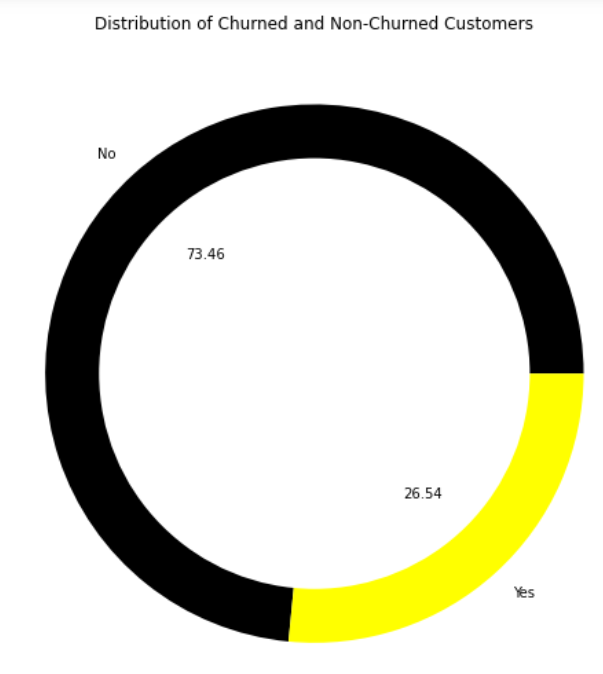 Distribution of Churned and Non-Churned Customers
No
73.46
26.54
Yes